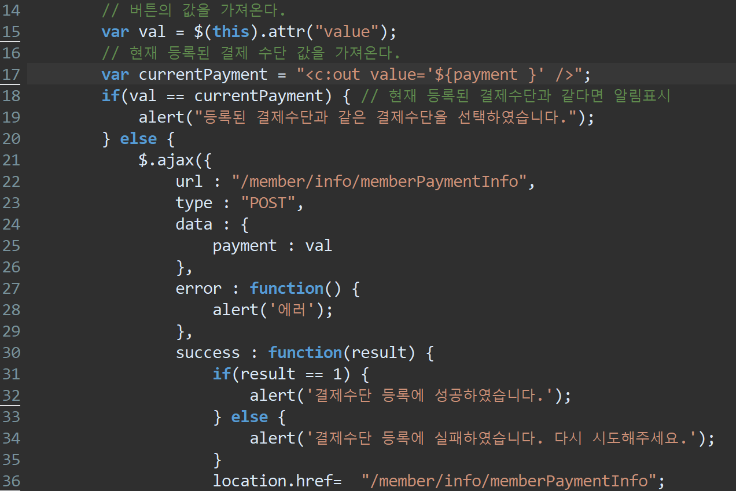 14 // 버튼의 값을 가져온다.
15 var val = $(this).attr("value");
16 // 현재 등록된 결제 수단 값을 가져온다.
17 var currentPayment = "<c:out value='${payment }' />";
18 if(val == currentPayment) { // 현재 등록된 결제수단과 같다면 알림표시
19 alert("등록된 결제수단과 같은 결제수단을 선택하였습니다.");
20 } else {
21 $.ajax({
22 url : "/member/info/memberPaymentInfo",
23 type : "POST",
24 data : {
25 payment : val
26 },
27 error : function() {
28 alert('에러');
29 },
30 success : function(result) {
31 if(result == 1) {
32 alert('결제수단 등록에 성공하였습니다.');
33 } else {
34 alert('결제수단 등록에 실패하였습니다. 다시 시도해주세요.');
35 }
36 location.href= "/member/info/memberPaymentInfo";